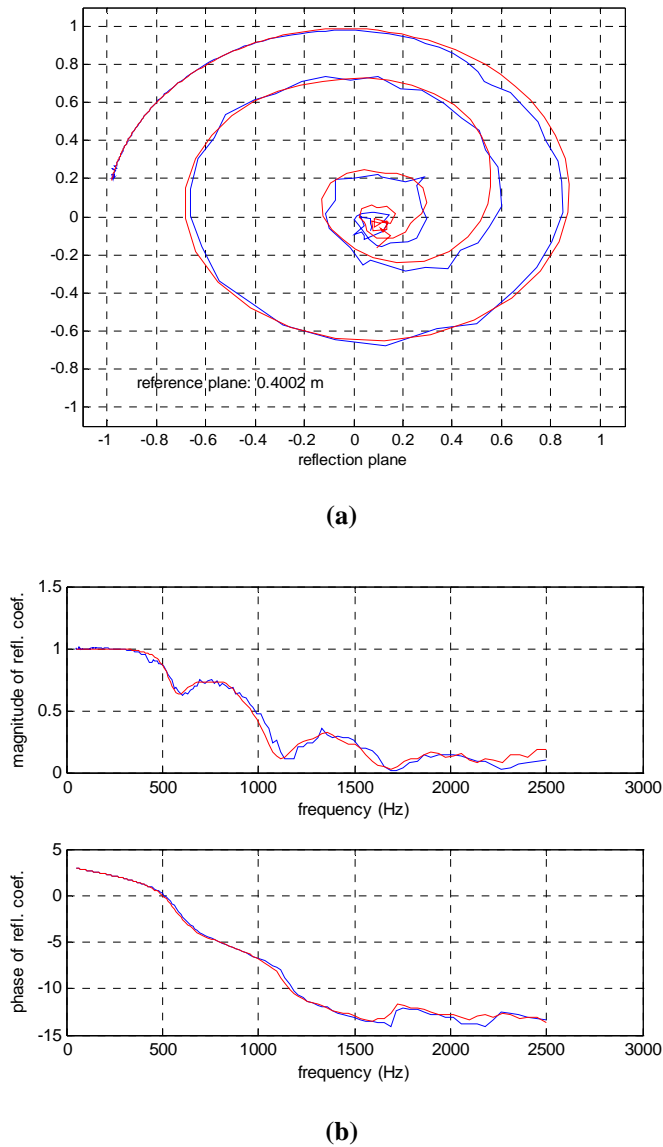 1
0.8
0.6
0.4
0.2
0
-0.2
-0.4
-0.6
-0.8
-1
reference plane: 0.4002 m
-1 -0.8 -0.6 -0.4 -0.2 0 0.2 0.4 0.6 0.8 1
reflection plane
(a)
magnitude of refl. coef.
1.5
1
0.5
0
0 500 1000 1500 2000 2500 3000
frequency (Hz)
phase of refl. coef.
5
0
-5
-10
-15
0 500 1000 1500 2000 2500 3000
frequency (Hz)
(b)